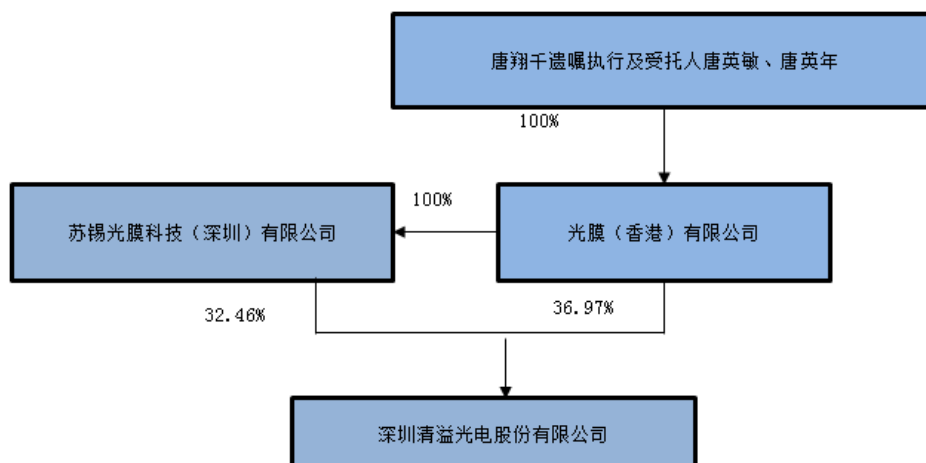 唐翔千遗嘱执行及受托人唐英敏、唐英年
100%
苏锡光膜科技（深圳）有限公司
100%
光膜（香港）有限公司
32.46%
36.97%
深圳清溢光电股份有限公司